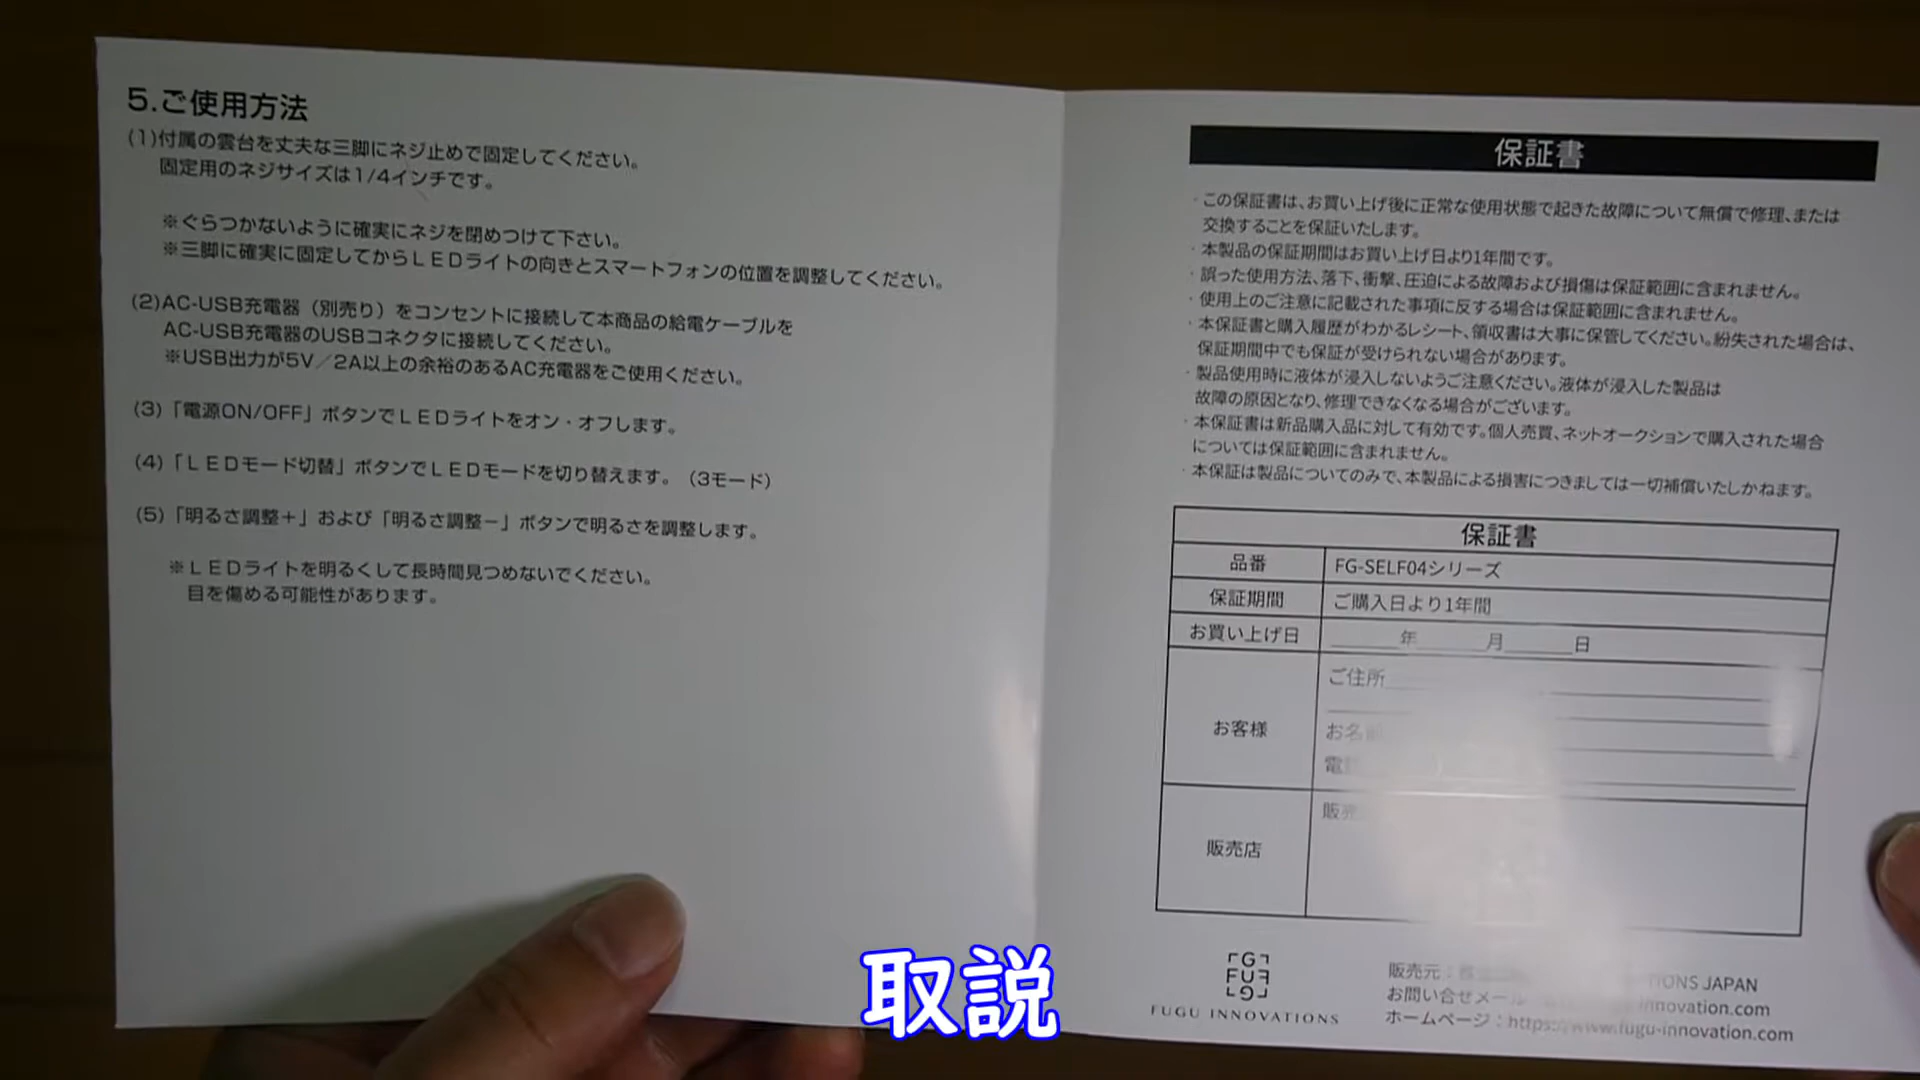 5.ご使用方法
(1)付属の雲台を丈夫な三脚にネジ止めで固定してください。
固定用のネジサイズは1/4インチです。
※ぐらつかないように確実にネジを閉めつけて下さい。
※三脚に確実に固定してからＬＥＤライトの向きとスマートフォンの位置を調整してください。
(2)AC-USB充電器（別売り）をコンセントに接続して本商品の給電ケーブルを
AC-USB充電器のUSBコネクタに接続してください。
※USB出力が5V／2A以上の余裕のあるAC充電器をご使用ください。
(3)「電源ON/OFF」ボタンでＬＥＤライトをオン・オフします。
(4)「ＬＥＤモード切替」ボタンでＬＥＤモードを切り替えます。（3モード）
(5)「明るさ調整＋」および「明るさ調整－」ボタンで明るさを調整します。
※ＬＥＤライトを明るくして長時間見つめないでください。
目を傷める可能性があります。
保証書
・この保証書は、お買い上げ後に正常な使用状態で起きた故障について無償で修理、または
交換することを保証いたします。
・本製品の保証期間はお買い上げ日より1年間です。
・誤った使用方法、落下、衝撃、圧迫による故障および損傷は保証範囲に含まれません。
・使用上のご注意に記載された事項に反する場合は保証範囲に含まれません。
・本保証書と購入履歴がわかるレシート、領収書は大事に保管してください。紛失された場合は、
保証期間中でも保証が受けられない場合があります。
・製品使用時に液体が浸入しないようご注意ください。液体が浸入した製品は
故障の原因となり、修理できなくなる場合がございます。
・本保証書は新品購入品に対して有効です。個人売買、ネットオークションで購入された場合
については保証範囲に含まれません。
・本保証は製品についてのみで、本製品による損害につきましては一切補償いたしかねます。
保証書
品番 FG-SELF04シリーズ
保証期間 ご購入日より1年間
お買い上げ日 ______年______月______日
お客様
ご住所
お名前
電
販売店
販売
FUGU INNOVATIONS
販売元： JAPAN
お問い合せメール
ホームページ：https://www.fugu-innovation.com
取説